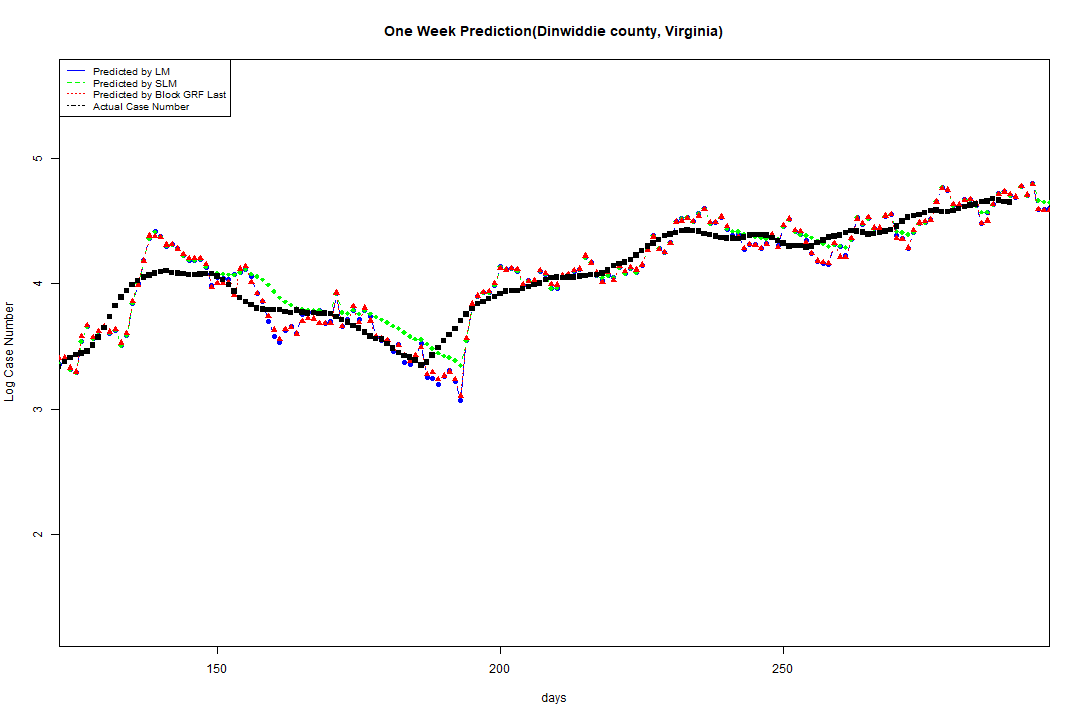 One Week Prediction(Dinwiddie county, Virginia)
Predicted by LM
Predicted by SLM
Predicted by Block GRF Last
Actual Case Number
5
4
3
2
Log Case Number
150
200
250
days